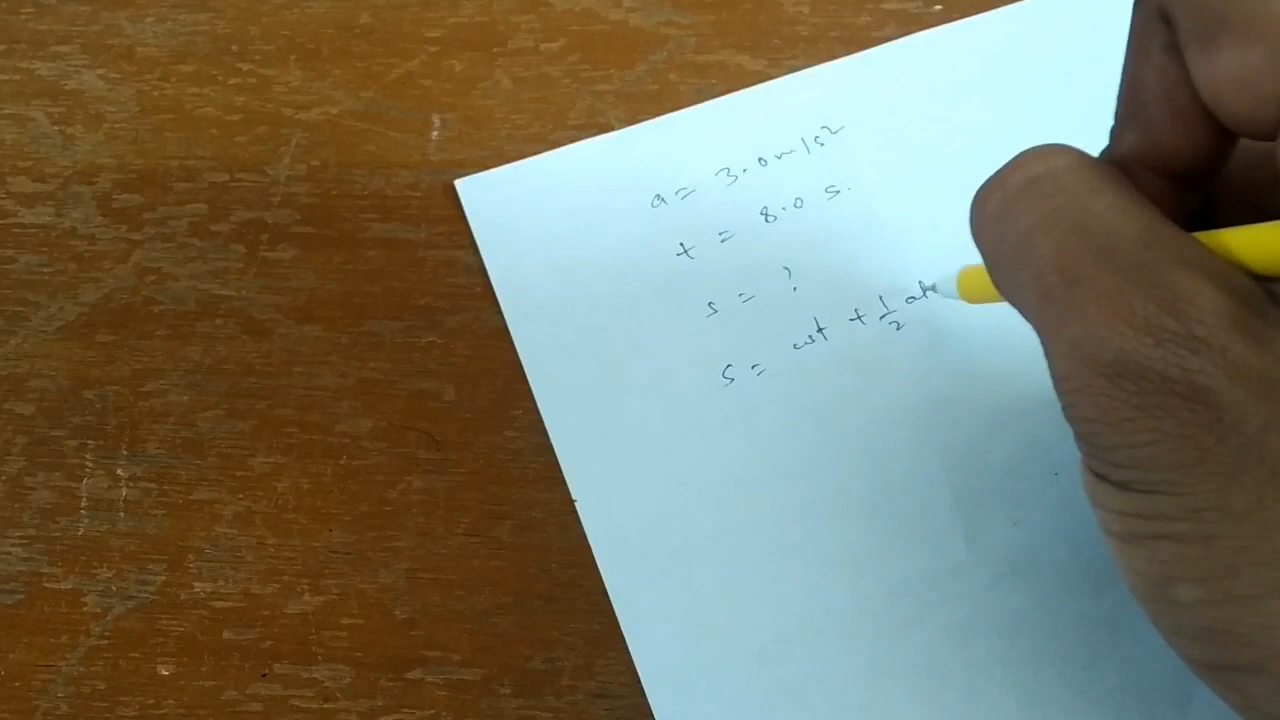 a = 3.0 m/s²
t = 8.0 s.
s = ?
s = ut + 1/2 at